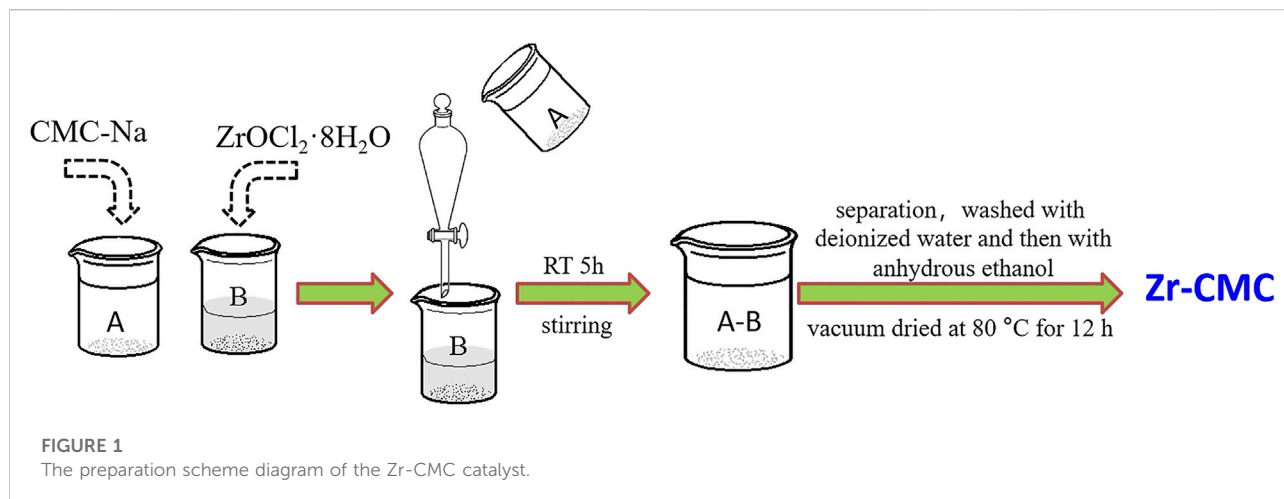 CMC-Na
ZrOCl₂·8H₂O
A
B
A
B
RT 5h
stirring
A-B
separation，washed with
deionized water and then with
anhydrous ethanol
vacuum dried at 80 °C for 12 h
Zr-CMC
FIGURE 1
The preparation scheme diagram of the Zr-CMC catalyst.